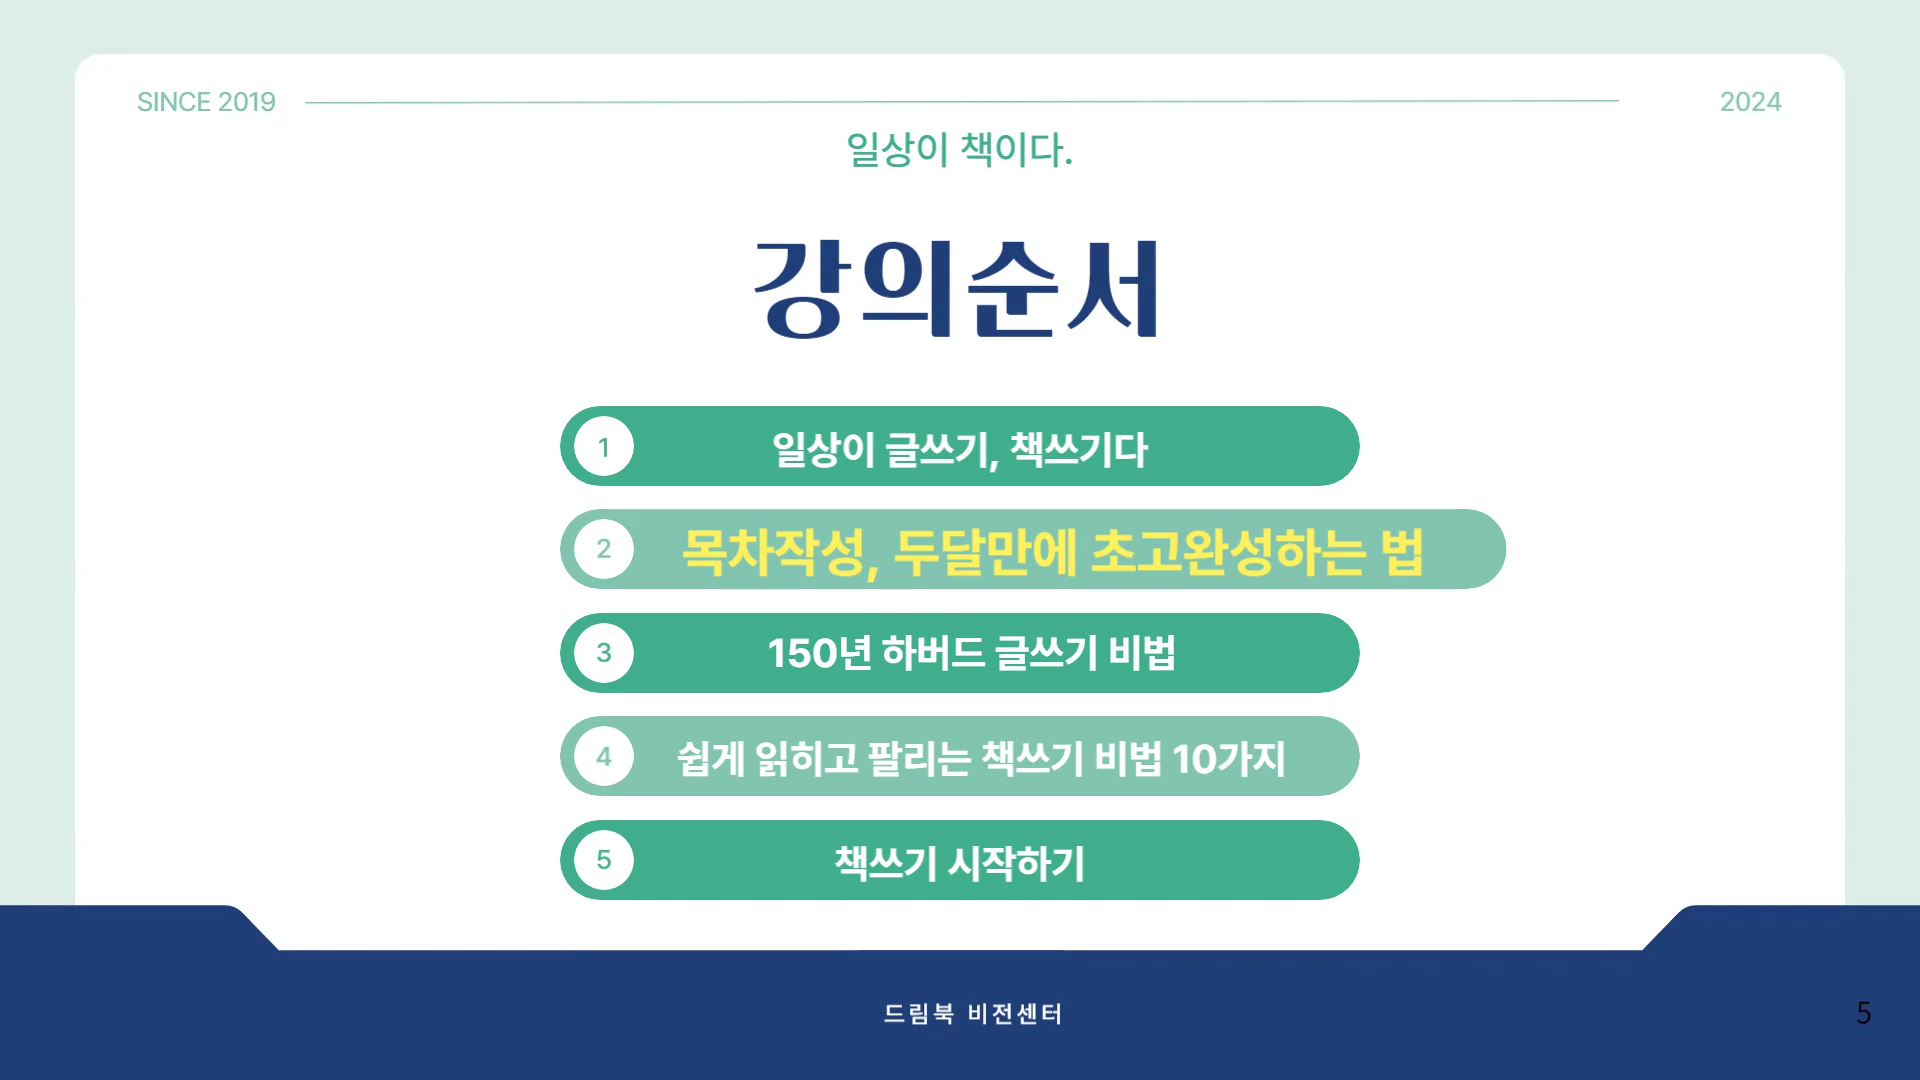 SINCE 2019
2024
일상이 책이다.
강의순서
1 일상이 글쓰기, 책쓰기다
2 목차작성, 두달만에 초고완성하는 법
3 150년 하버드 글쓰기 비법
4 쉽게 읽히고 팔리는 책쓰기 비법 10가지
5 책쓰기 시작하기
드림북 비전센터
5